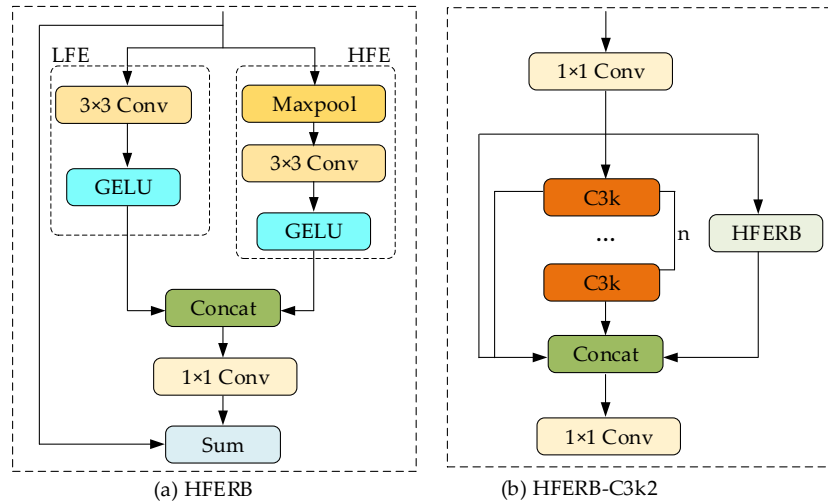 LFE
HFE
3×3 Conv
Maxpool
GELU
3×3 Conv
GELU
Concat
1×1 Conv
Sum
(a) HFERB
1×1 Conv
C3k
...
n
HFERB
C3k
Concat
1×1 Conv
(b) HFERB-C3k2